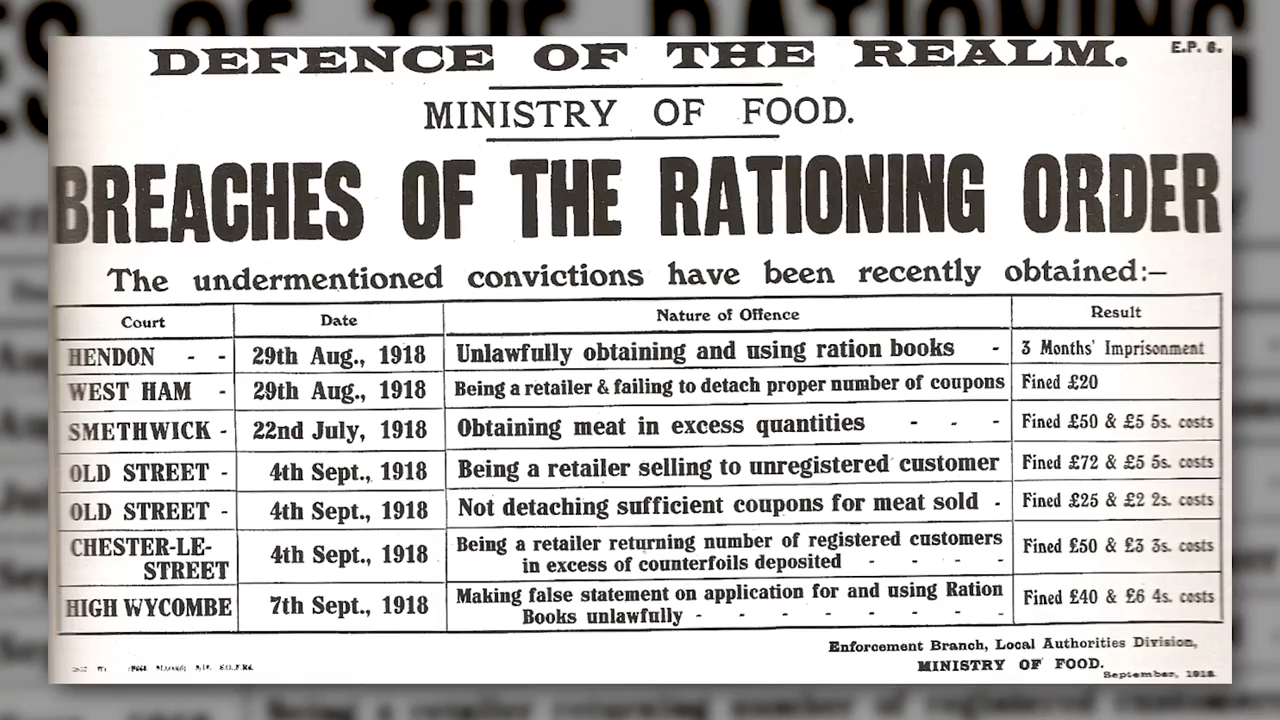 DEFENCE OF THE REALM.
E.P. 6.
MINISTRY OF FOOD.
BREACHES OF THE RATIONING ORDER
The undermentioned convictions have been recently obtained:—
Court Date Nature of Offence Result
HENDON - - 29th Aug., 1918 Unlawfully obtaining and using ration books - 3 Months' Imprisonment
WEST HAM - 29th Aug., 1918 Being a retailer & failing to detach proper number of coupons Fined £20
SMETHWICK - 22nd July, 1918 Obtaining meat in excess quantities - - - Fined £50 & £5 5s. costs
OLD STREET - 4th Sept., 1918 Being a retailer selling to unregistered customer Fined £72 & £5 5s. costs
OLD STREET - 4th Sept., 1918 Not detaching sufficient coupons for meat sold - Fined £25 & £2 2s. costs
CHESTER-LE-
STREET 4th Sept., 1918 Being a retailer returning number of registered customers
in excess of counterfoils deposited - - - - Fined £50 & £3 3s. costs
HIGH WYCOMBE 7th Sept., 1918 Making false statement on application for and using Ration
Books unlawfully - - - - - - - - Fined £40 & £6 4s. costs
Enforcement Branch, Local Authorities Division,
MINISTRY OF FOOD.
September, 1918.